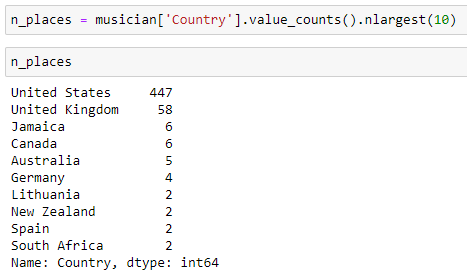 n_places = musician['Country'].value_counts().nlargest(10)
n_places
United States     447
United Kingdom     58
Jamaica             6
Canada              6
Australia           5
Germany             4
Lithuania           2
New Zealand         2
Spain               2
South Africa        2
Name: Country, dtype: int64